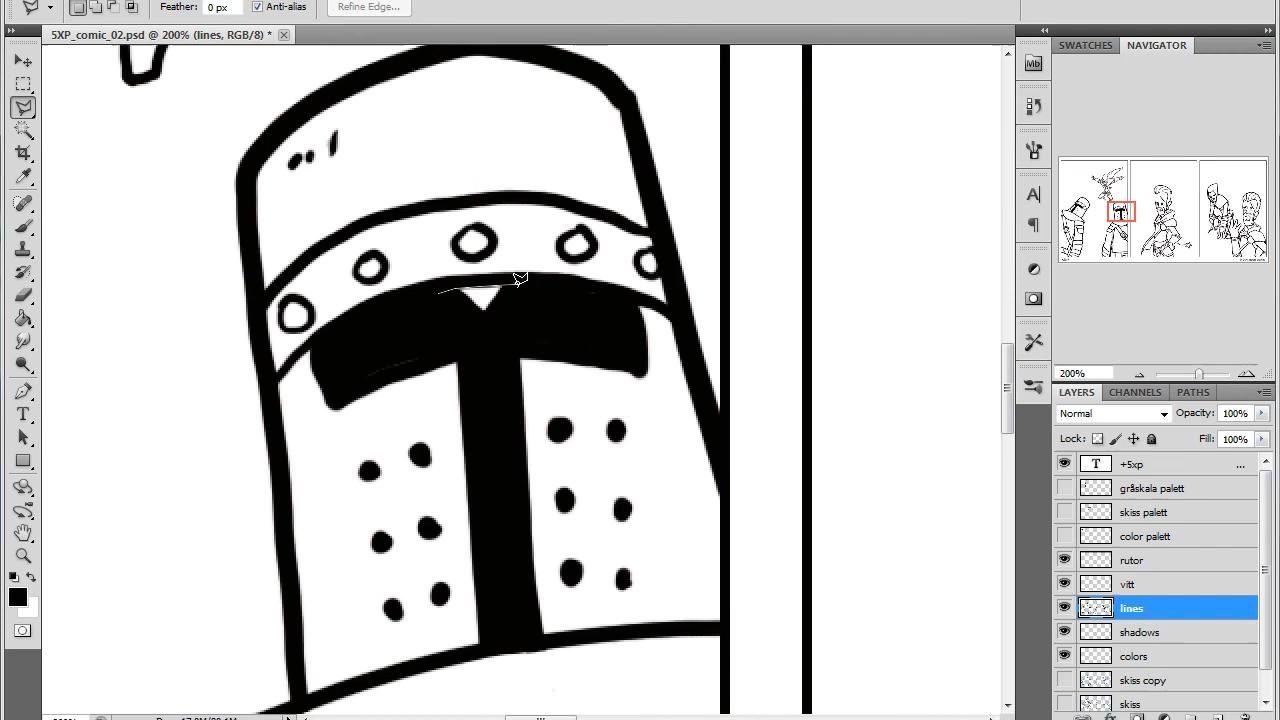 Feather: 0 px Anti-alias Refine Edge...
5XP_comic_02.psd @ 200% (lines, RGB/8) *
SWATCHES NAVIGATOR
Mb
A
T
200%
LAYERS CHANNELS PATHS
Normal Opacity: 100%
Lock: Fill: 100%
T +5xp ...
gråskala palett
skiss palett
color palett
rutor
vitt
lines
shadows
colors
skiss copy
skiss